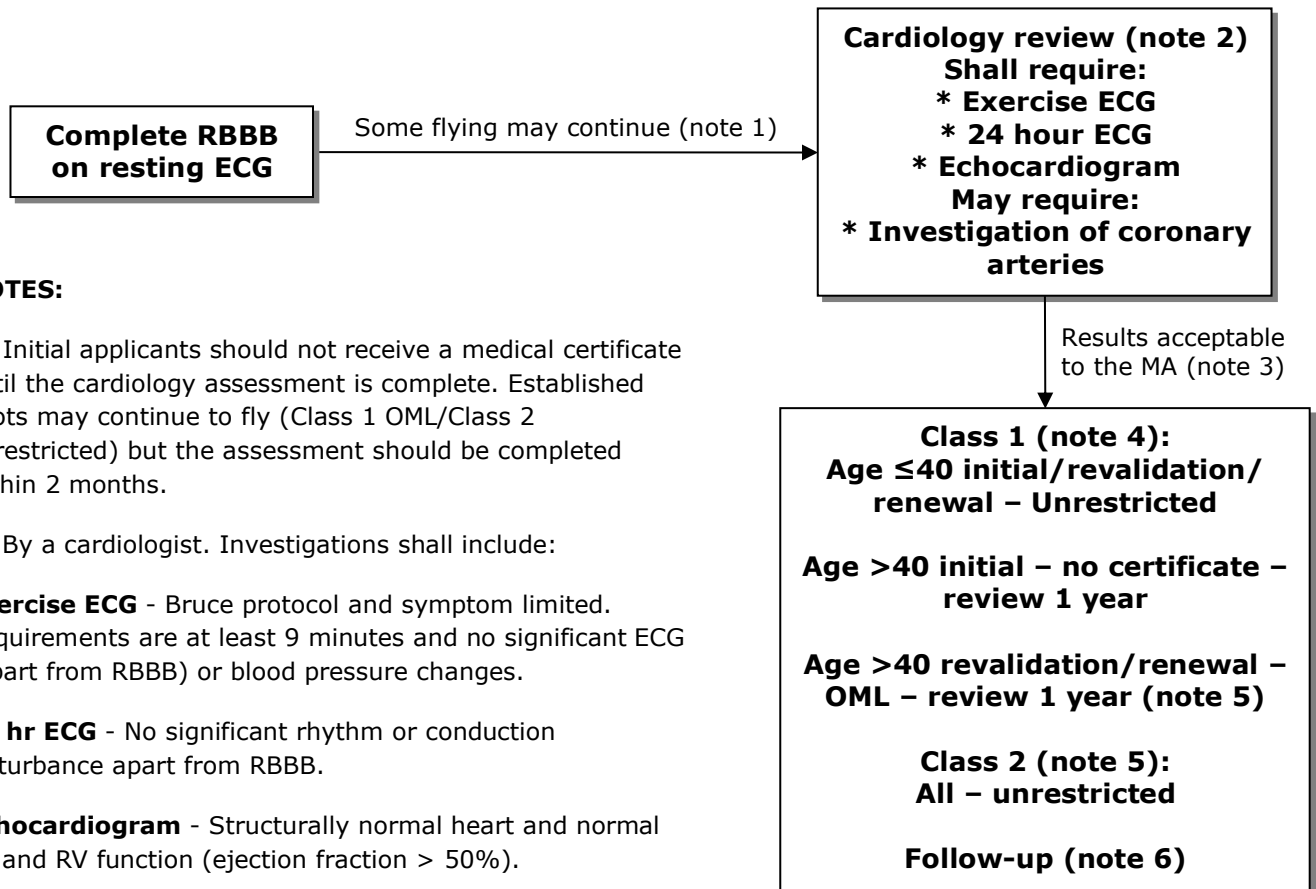 Complete RBBB
on resting ECG
Some flying may continue (note 1)
Cardiology review (note 2)
Shall require:
* Exercise ECG
* 24 hour ECG
* Echocardiogram
May require:
* Investigation of coronary
arteries
OTES:
Initial applicants should not receive a medical certificate
til the cardiology assessment is complete. Established
ots may continue to fly (Class 1 OML/Class 2
restricted) but the assessment should be completed
hin 2 months.
By a cardiologist. Investigations shall include:
ercise ECG - Bruce protocol and symptom limited.
quirements are at least 9 minutes and no significant ECG
part from RBBB) or blood pressure changes.
hr ECG - No significant rhythm or conduction
turbance apart from RBBB.
hocardiogram - Structurally normal heart and normal
and RV function (ejection fraction > 50%).
Results acceptable
to the MA (note 3)
Class 1 (note 4):
Age ≤40 initial/revalidation/
renewal – Unrestricted
Age >40 initial – no certificate –
review 1 year
Age >40 revalidation/renewal –
OML – review 1 year (note 5)
Class 2 (note 5):
All – unrestricted
Follow-up (note 6)